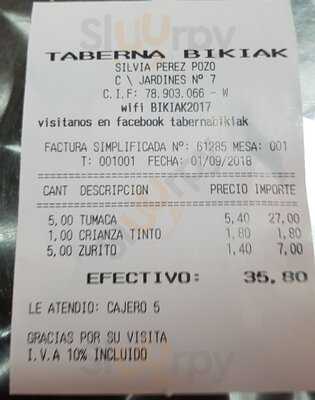 TABERNA BIKIAK
SILVIA PEREZ POZO
C \ JARDINES Nº 7
C.I.F: 78.903.066 - W
wifi BIKIAK2017
visitanos en facebook tabernabikiak
FACTURA SIMPLIFICADA Nº: 61285 MESA: 001
T: 001001 FECHA: 01/09/2018
CANT DESCRIPCION PRECIO IMPORTE
5,00 TUMACA 5,40 27,00
1,00 CRIANZA TINTO 1,80 1,80
5,00 ZURITO 1,40 7,00
EFECTIVO: 35,80
LE ATENDIO: CAJERO 5
GRACIAS POR SU VISITA
I.V.A 10% INCLUIDO